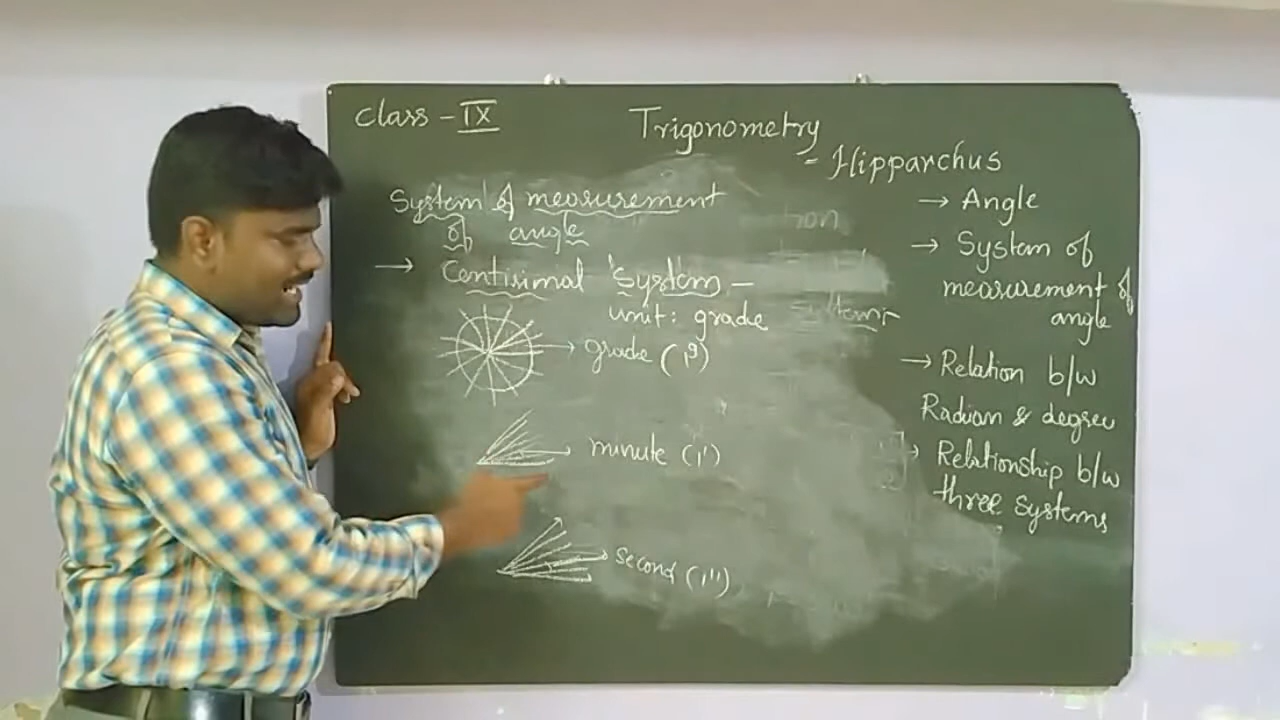 Class - IX
Trigonometry
- Hipparchus
System of measurement
of angle
→ Centisimal System -
unit: grade
grade (1g)
minute (1')
second (1'')
→ Angle
→ System of
measurement of
angle
→ Relation b/w
Radian & degree
→ Relationship b/w
three systems